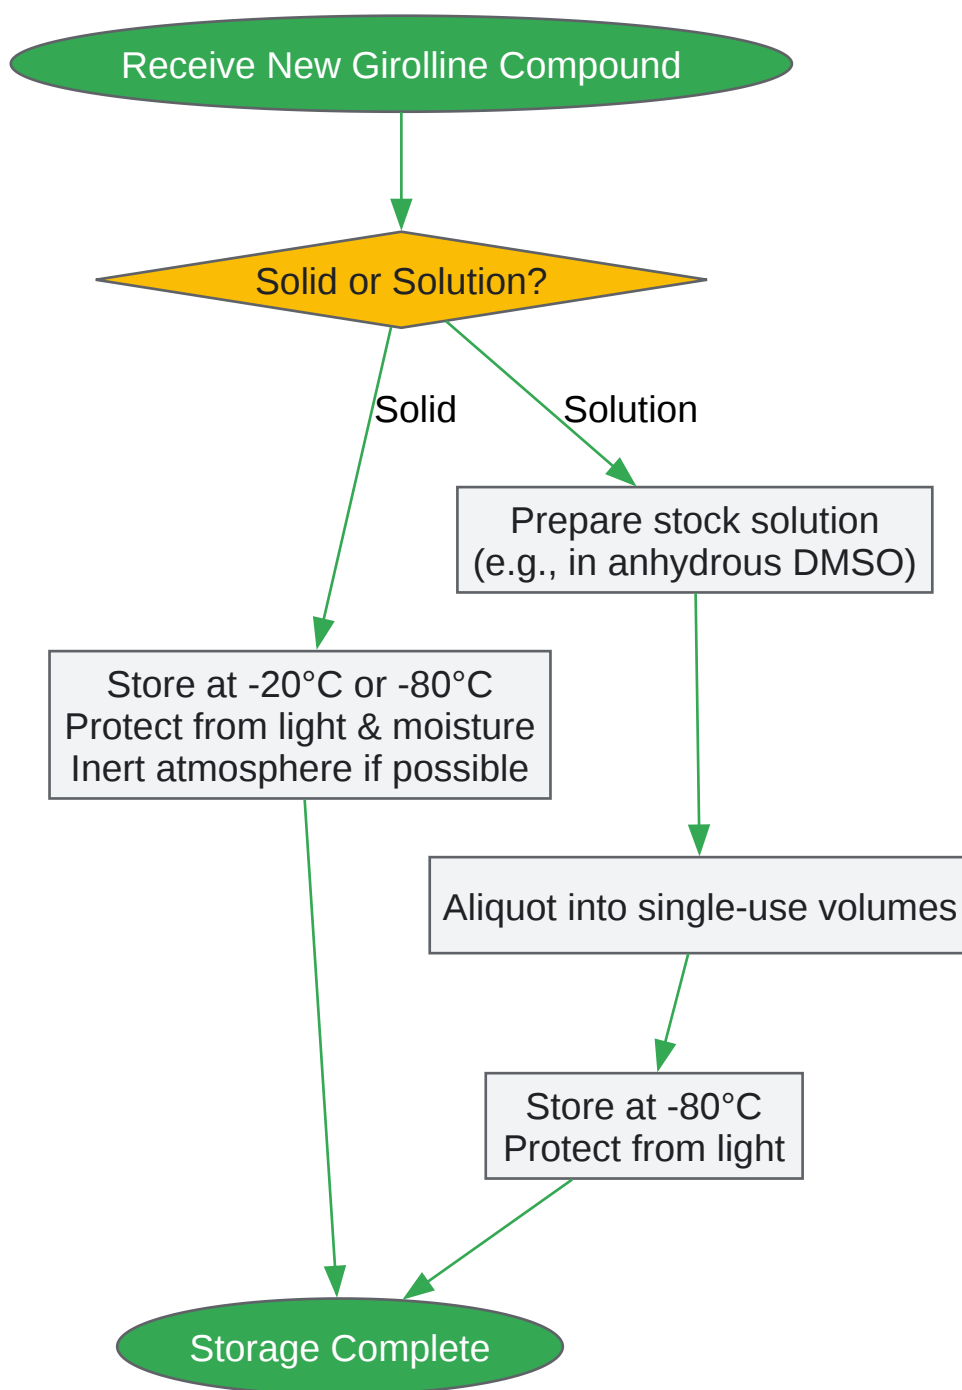 Receive New Girolline Compound
Solid or Solution?
Solid
Solution
Prepare stock solution
(e.g., in anhydrous DMSO)
Store at -20°C or -80°C
Protect from light & moisture
Inert atmosphere if possible
Aliquot into single-use volumes
Store at -80°C
Protect from light
Storage Complete